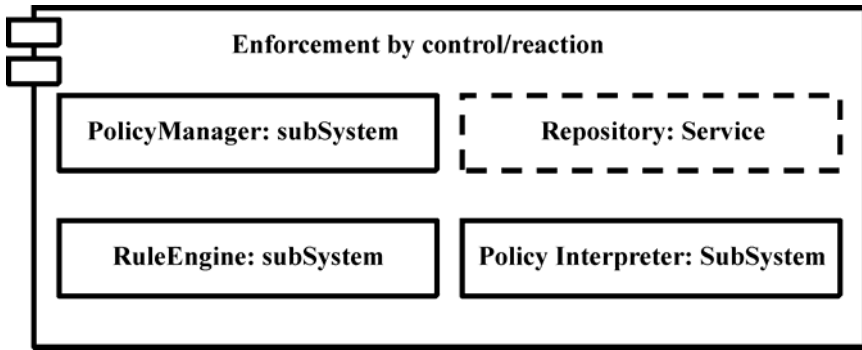 Enforcement by control/reaction
PolicyManager: subSystem
Repository: Service
RuleEngine: subSystem
Policy Interpreter: SubSystem